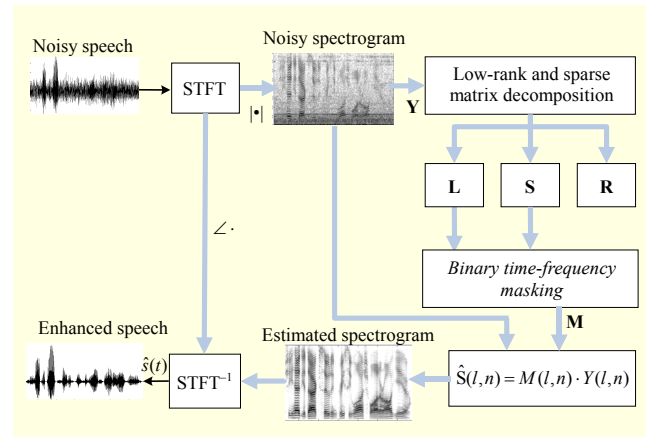 Noisy speech
Noisy spectrogram
STFT
|•|
Y
Low-rank and sparse
matrix decomposition
L
S
R
∠·
Binary time-frequency
masking
M
Enhanced speech
Estimated spectrogram
ŝ(t)
STFT⁻¹
Ŝ(l,n) = M(l,n)·Y(l,n)